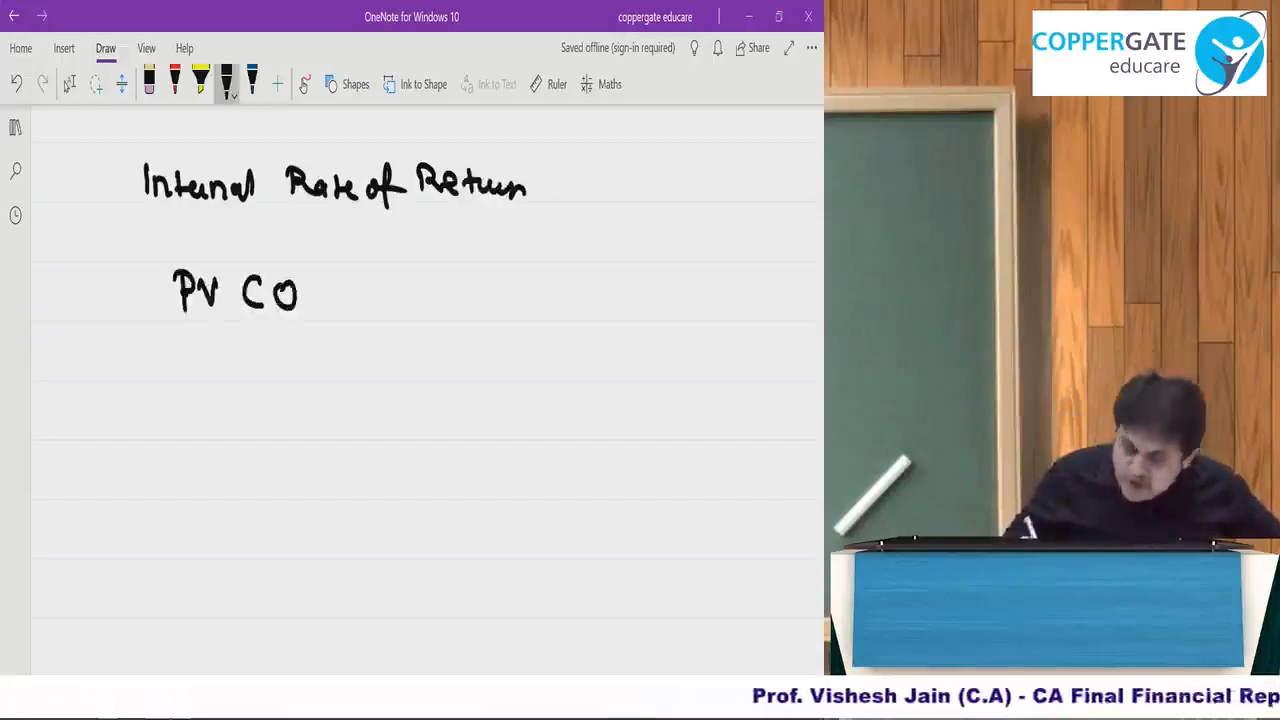 OneNote for Windows 10
coppergate educare
Home Insert Draw View Help
Saved offline (sign-in required)
Share
Shapes
Ink to Shape
Ink to Text
Ruler
Maths
COPPERGATE
educare
Internal Rate of Return
PV CO
Prof. Vishesh Jain (C.A) - CA Final Financial Rep